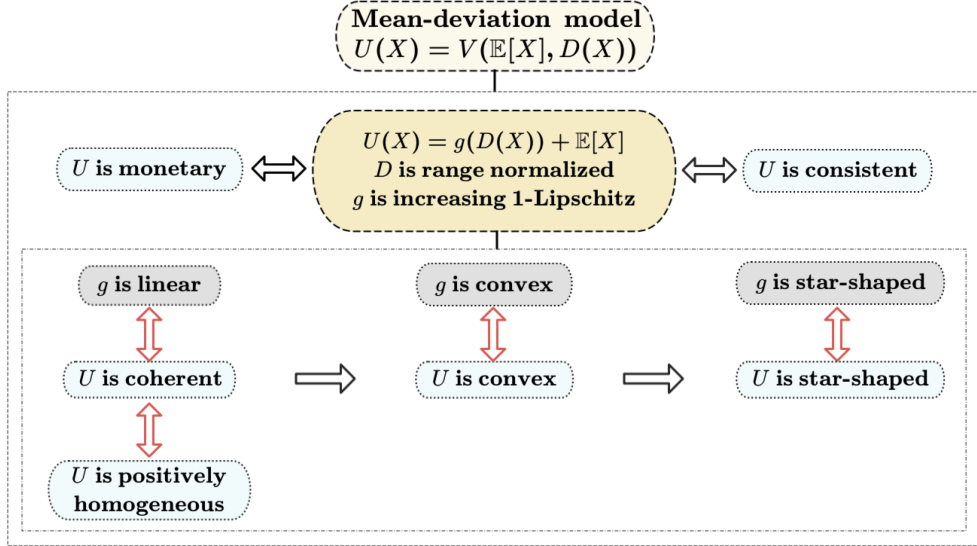 Mean-deviation model
U(X) = V(𝔼[X], D(X))
U(X) = g(D(X)) + 𝔼[X]
U is monetary
D is range normalized
U is consistent
g is increasing 1-Lipschitz
g is linear
g is convex
g is star-shaped
U is coherent
U is convex
U is star-shaped
U is positively
homogeneous